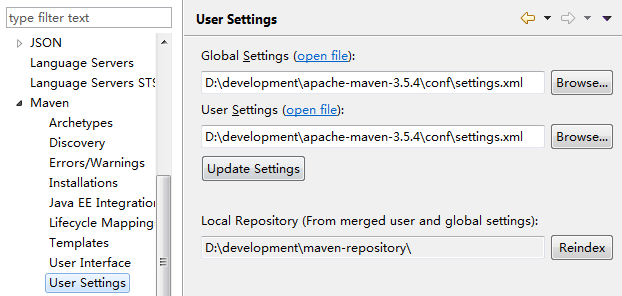 type filter text
JSON
Language Servers
Language Servers STS
Maven
Archetypes
Discovery
Errors/Warnings
Installations
Java EE Integration
Lifecycle Mapping
Templates
User Interface
User Settings
User Settings
Global Settings (open file):
D:\development\apache-maven-3.5.4\conf\settings.xml
Browse...
User Settings (open file):
D:\development\apache-maven-3.5.4\conf\settings.xml
Browse...
Update Settings
Local Repository (From merged user and global settings):
D:\development\maven-repository\
Reindex